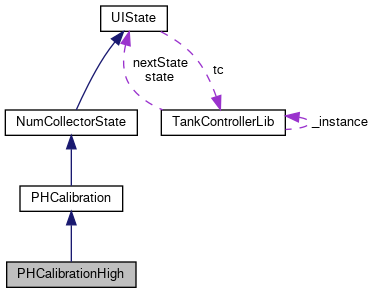 UIState
nextState
state
tc
NumCollectorState
TankControllerLib
_instance
PHCalibration
PHCalibrationHigh